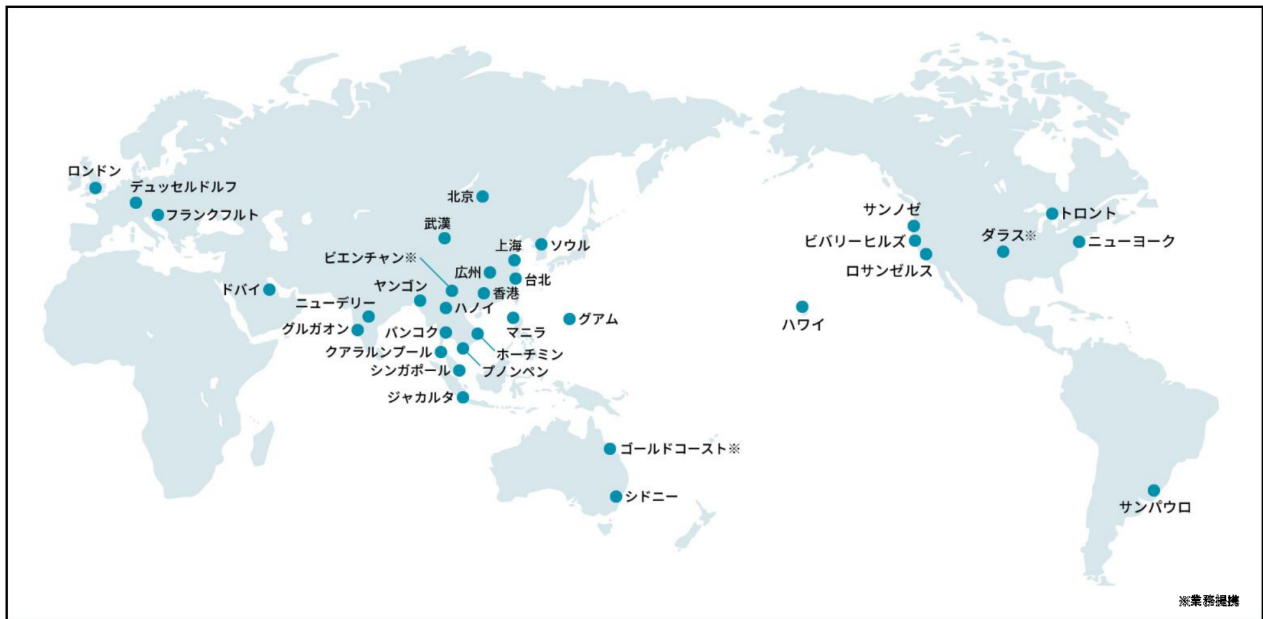 ロンドン
デュッセルドルフ
フランクフルト
ドバイ
北京
武漢
ビエンチャン※
上海
ソウル
広州
台北
ヤンゴン
香港
ニューデリー
ハノイ
グルガオン
バンコク
マニラ
グアム
クアラルンプール
ホーチミン
シンガポール
プノンペン
ジャカルタ
ゴールドコースト※
シドニー
サンノゼ
トロント
ビバリーヒルズ
ダラス※
ニューヨーク
ロサンゼルス
ハワイ
サンパウロ
※業務提携